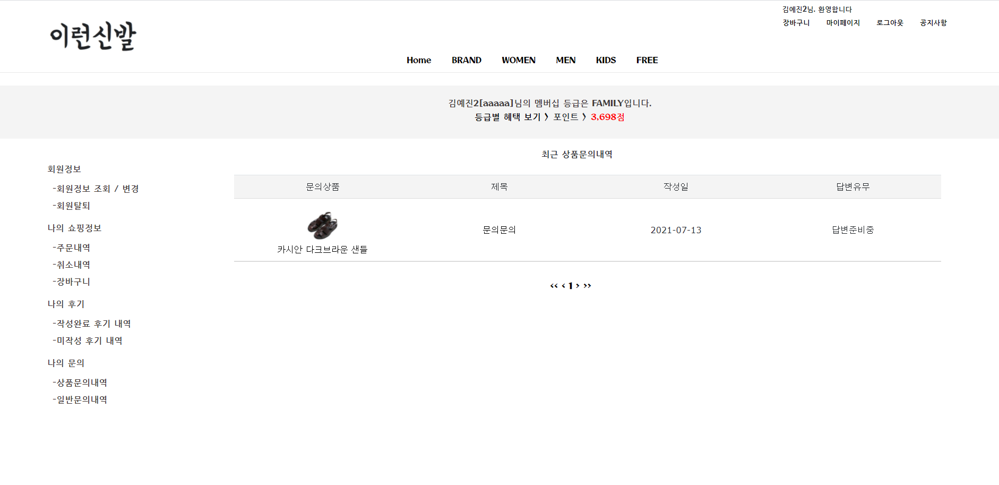 김예진2님. 환영합니다
장바구니 마이페이지 로그아웃 공지사항
이런신발
Home BRAND WOMEN MEN KIDS FREE
김예진2[aaaaa]님의 멤버십 등급은 FAMILY입니다.
등급별 혜택 보기 > 포인트 > 3,698점
최근 상품문의내역
회원정보
-회원정보 조회 / 변경
-회원탈퇴
나의 쇼핑정보
-주문내역
-취소내역
-장바구니
나의 후기
-작성완료 후기 내역
-미작성 후기 내역
나의 문의
-상품문의내역
-일반문의내역
문의상품 제목 작성일 답변유무
카시안 다크브라운 샌들 문의문의 2021-07-13 답변준비중
<< < 1 > >>